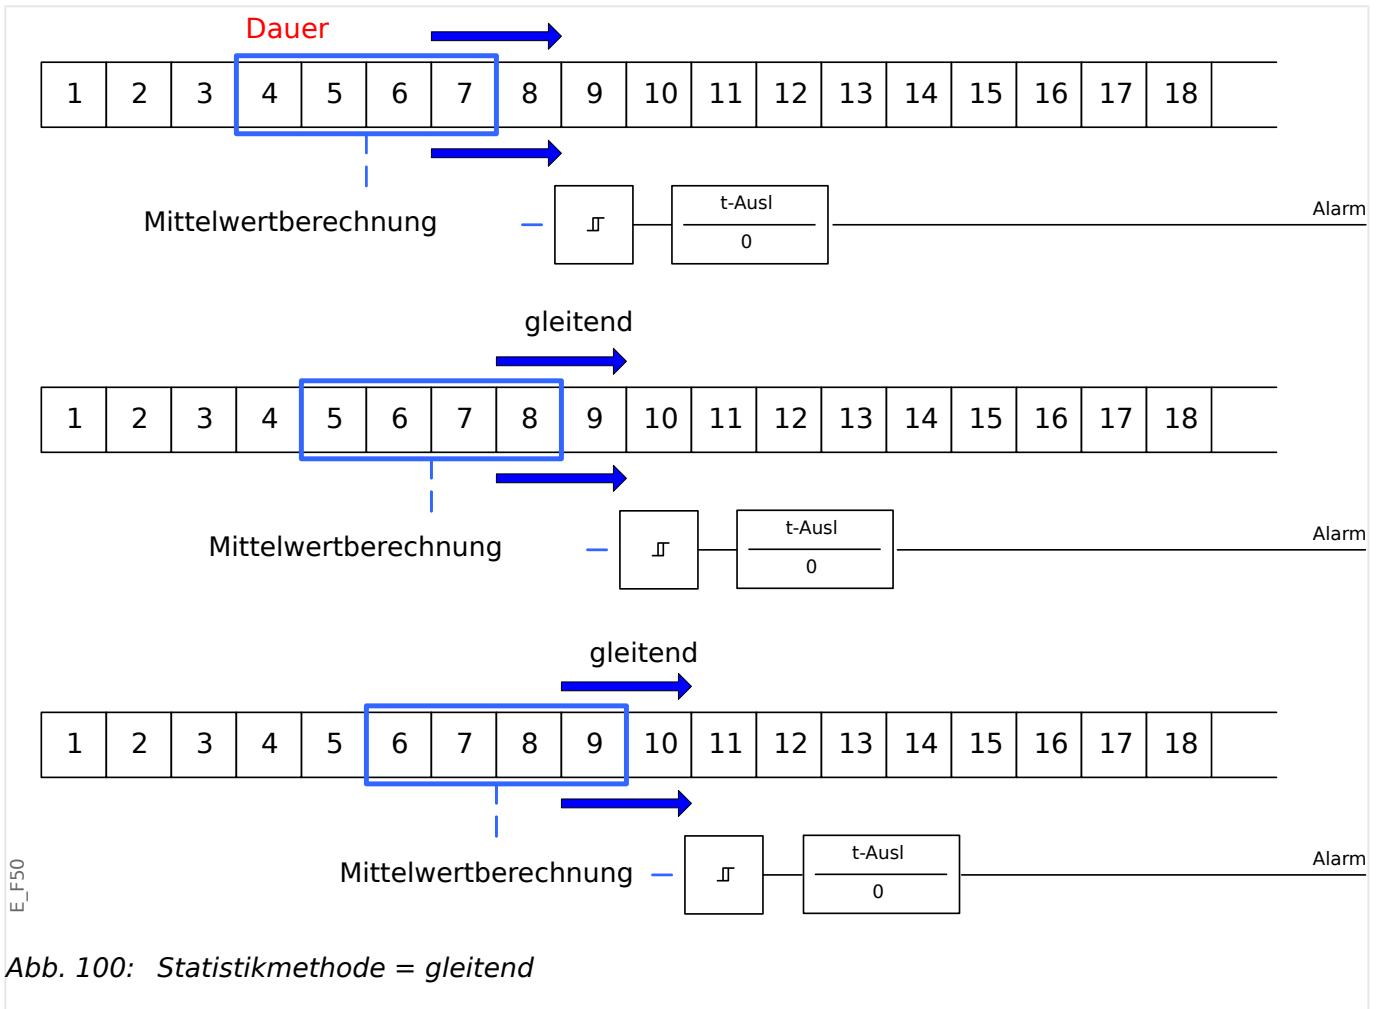 Dauer
1 2 3 4 5 6 7 8 9 10 11 12 13 14 15 16 17 18
Mittelwertberechnung
t-Ausl
0
Alarm
gleitend
1 2 3 4 5 6 7 8 9 10 11 12 13 14 15 16 17 18
Mittelwertberechnung
t-Ausl
0
Alarm
gleitend
1 2 3 4 5 6 7 8 9 10 11 12 13 14 15 16 17 18
Mittelwertberechnung
t-Ausl
0
Alarm
E_F50
Abb. 100: Statistikmethode = gleitend